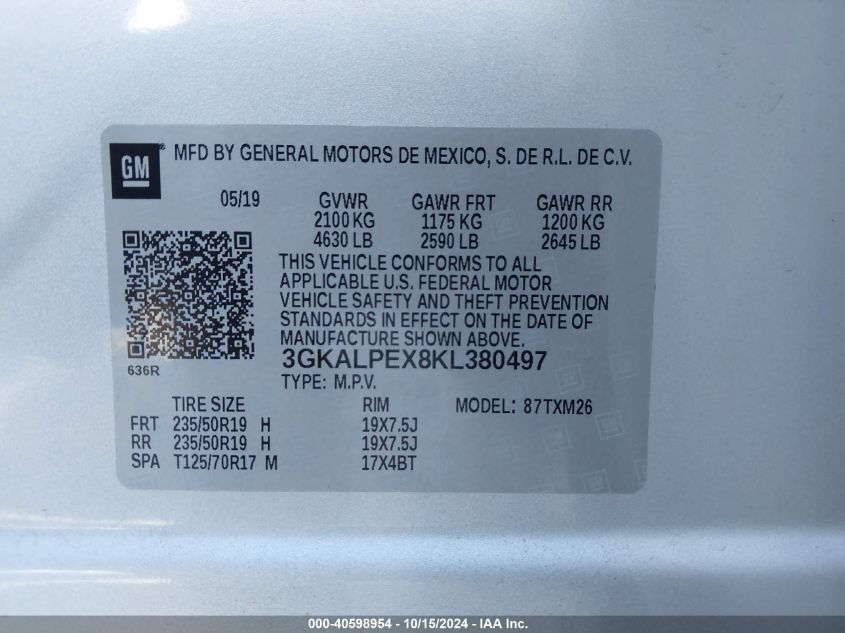 GM
MFD BY GENERAL MOTORS DE MEXICO, S. DE R.L. DE C.V.
05/19 GVWR GAWR FRT GAWR RR
2100 KG 1175 KG 1200 KG
4630 LB 2590 LB 2645 LB
THIS VEHICLE CONFORMS TO ALL
APPLICABLE U.S. FEDERAL MOTOR
VEHICLE SAFETY AND THEFT PREVENTION
STANDARDS IN EFFECT ON THE DATE OF
MANUFACTURE SHOWN ABOVE.
636R
3GKALPEX8KL380497
TYPE: M.P.V.
TIRE SIZE RIM MODEL: 87TXM26
FRT 235/50R19 H 19X7.5J
RR 235/50R19 H 19X7.5J
SPA T125/70R17 M 17X4BT
000-40598954 - 10/15/2024 - IAA Inc.